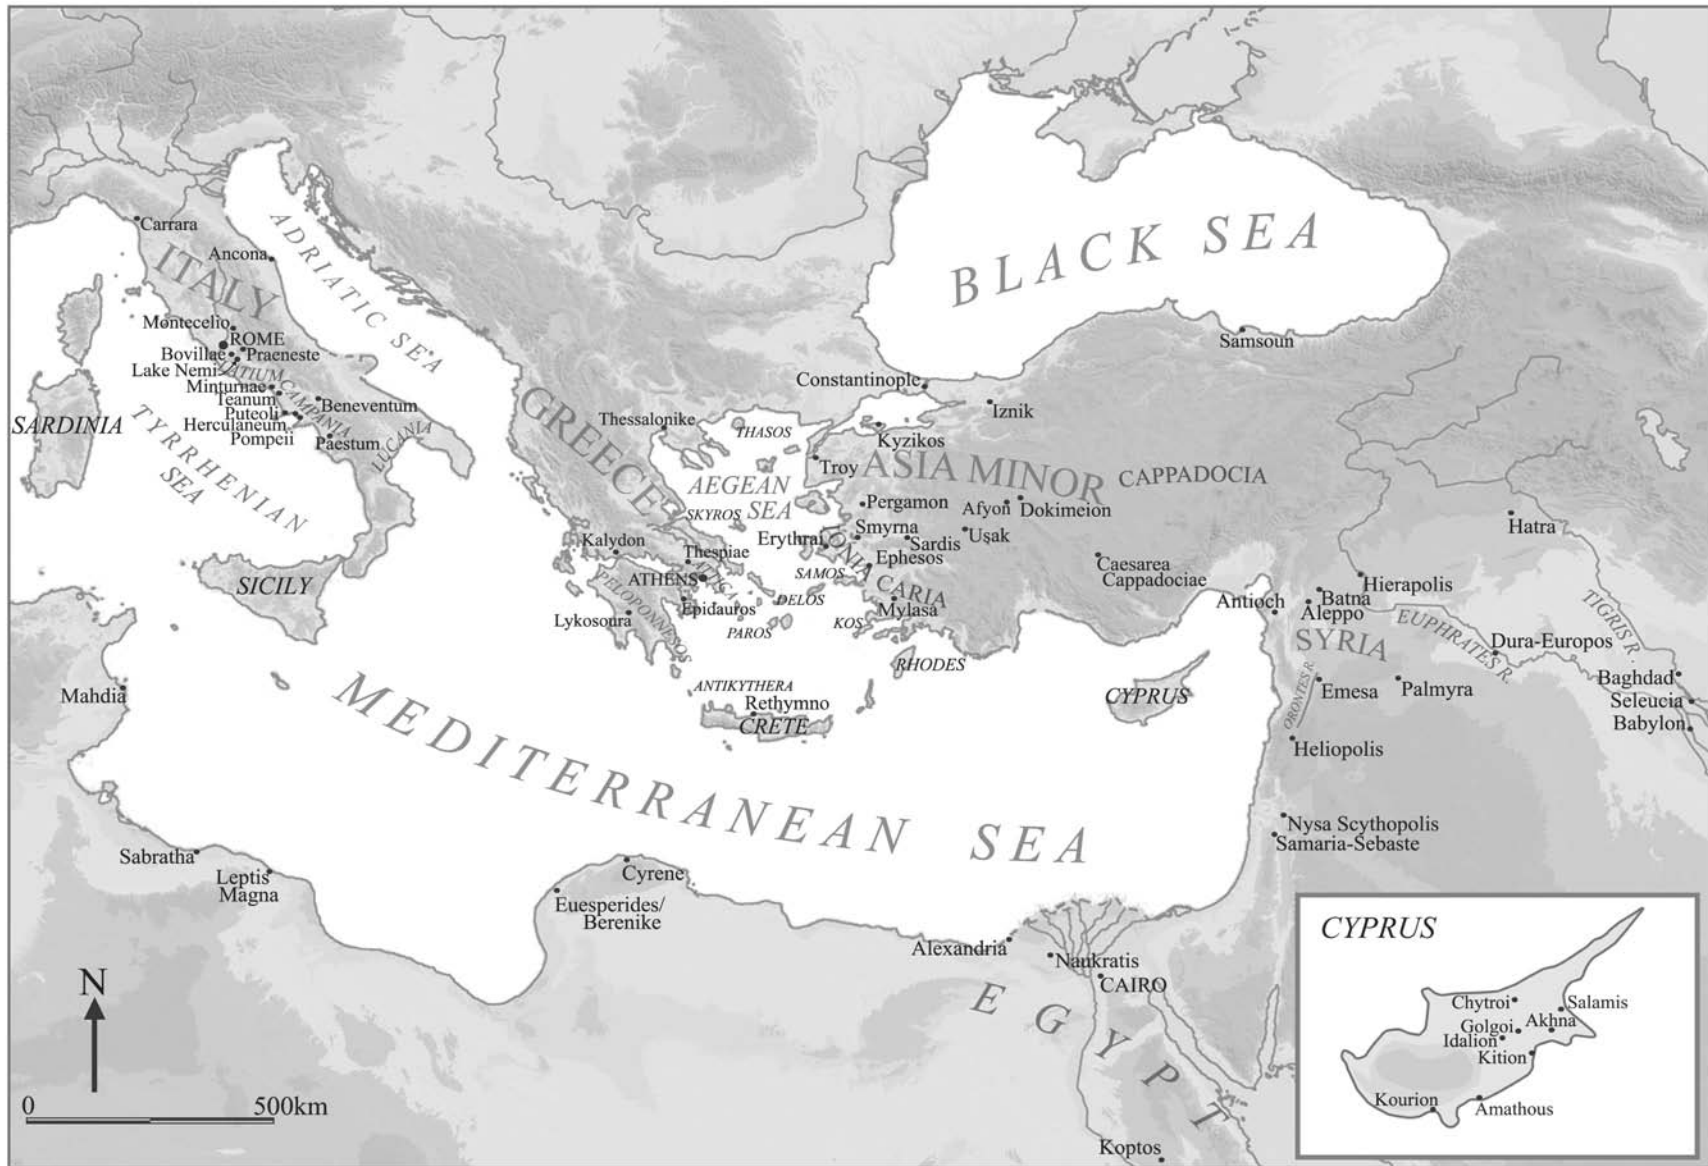 Carrara
ITALY
Ancona
ADRIATIC SEA
BLACK SEA
Montecelio
ROME
Bovillae
Praeneste
Lake Nemi
LATIUM
Minturnae
CAMPANIA
Teanum
Beneventum
Puteoli
Herculaneum
Pompeii
Paestum
LUCANIA
SARDINIA
TYRRHENIAN
SEA
SICILY
Samsoun
Constantinople
Iznik
GREECE
Thessalonike
THASOS
Kyzikos
Troy
ASIA MINOR
CAPPADOCIA
AEGEAN
SEA
SKYROS
Pergamon
Afyon
Dokimeion
Smyrna
Erythrai
IONIA
Sardis
Uşak
Ephesos
Kalydon
Thespiae
ATHENS
ATTICA
SAMOS
CARIA
Caesarea
Cappadociae
PELOPONNESOS
Epidauros
DELOS
Mylasa
Lykosoura
PAROS
KOS
RHODES
Hatra
Hierapolis
Batna
Antioch
Aleppo
SYRIA
EUPHRATES R.
TIGRIS R.
Dura-Europos
ANTIKYTHERA
Rethymno
CRETE
CYPRUS
ORONTES R.
Emesa
Palmyra
Baghdad
Seleucia
Babylon
Mahdia
MEDITERRANEAN SEA
Heliopolis
Nysa Scythopolis
Samaria-Sebaste
Sabratha
Leptis
Magna
Cyrene
Euesperides/
Berenike
Alexandria
Naukratis
CAIRO
EGYPT
Koptos
N
0
500km
CYPRUS
Chytroi
Salamis
Golgoi
Akhna
Idalion
Kition
Kourion
Amathous